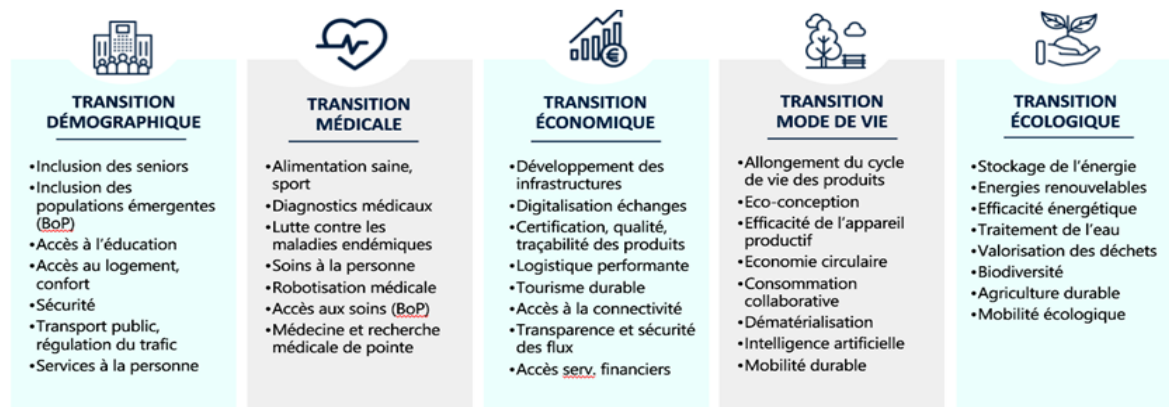 TRANSITION
DÉMOGRAPHIQUE
•Inclusion des seniors
•Inclusion des
populations émergentes
(BoP)
•Accès à l'éducation
•Accès au logement,
confort
•Sécurité
•Transport public,
régulation du trafic
•Services à la personne
TRANSITION
MÉDICALE
•Alimentation saine,
sport
•Diagnostics médicaux
•Lutte contre les
maladies endémiques
•Soins à la personne
•Robotisation médicale
•Accès aux soins (BoP)
•Médecine et recherche
médicale de pointe
TRANSITION
ÉCONOMIQUE
•Développement des
infrastructures
•Digitalisation échanges
•Certification, qualité,
traçabilité des produits
•Logistique performante
•Tourisme durable
•Accès à la connectivité
•Transparence et sécurité
des flux
•Accès serv. financiers
TRANSITION
MODE DE VIE
•Allongement du cycle
de vie des produits
•Eco-conception
•Efficacité de l'appareil
productif
•Economie circulaire
•Consommation
collaborative
•Dématérialisation
•Intelligence artificielle
•Mobilité durable
TRANSITION
ÉCOLOGIQUE
•Stockage de l'énergie
•Energies renouvelables
•Efficacité énergétique
•Traitement de l'eau
•Valorisation des déchets
•Biodiversité
•Agriculture durable
•Mobilité écologique